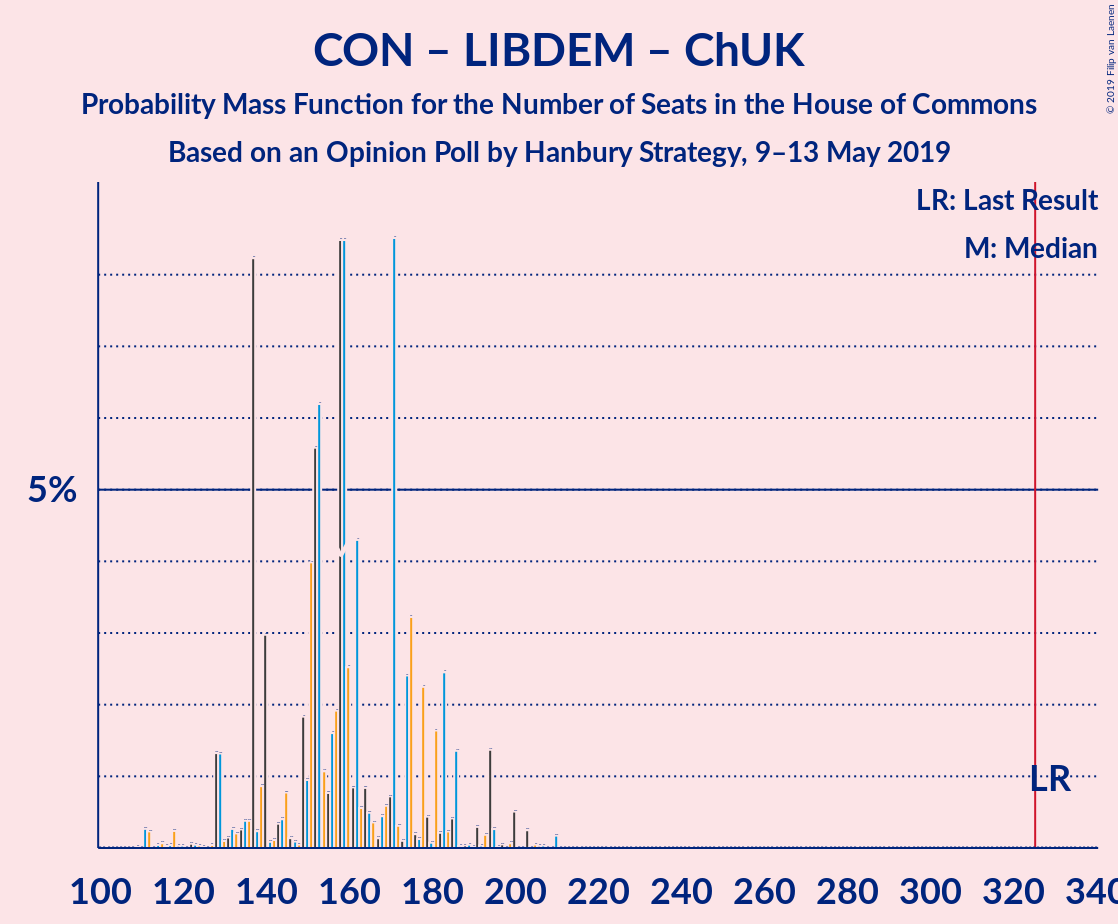 CON – LIBDEM – ChUK
Probability Mass Function for the Number of Seats in the House of Commons
Based on an Opinion Poll by Hanbury Strategy, 9–13 May 2019
© 2019 Filip van Laenen
LR: Last Result
M: Median
5%
LR
100 120 140 160 180 200 220 240 260 280 300 320 340